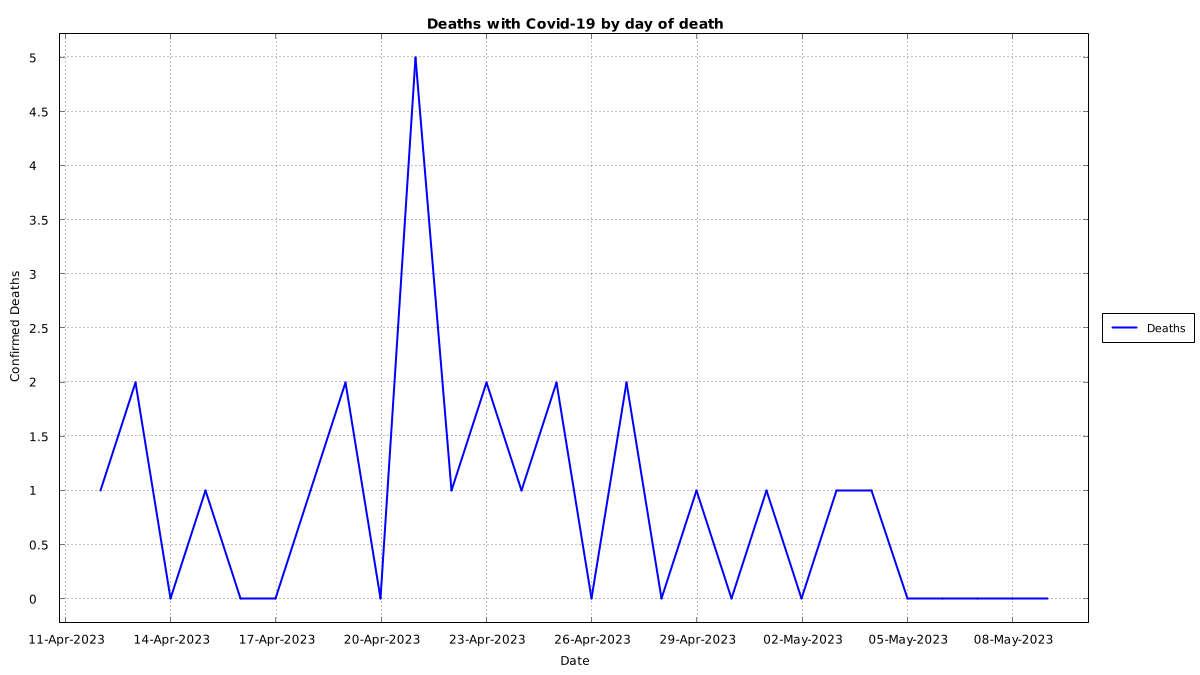 Deaths with Covid-19 by day of death
Confirmed Deaths
5
4.5
4
3.5
3
2.5
2
1.5
1
0.5
0
11-Apr-2023 14-Apr-2023 17-Apr-2023 20-Apr-2023 23-Apr-2023 26-Apr-2023 29-Apr-2023 02-May-2023 05-May-2023 08-May-2023
Date
Deaths